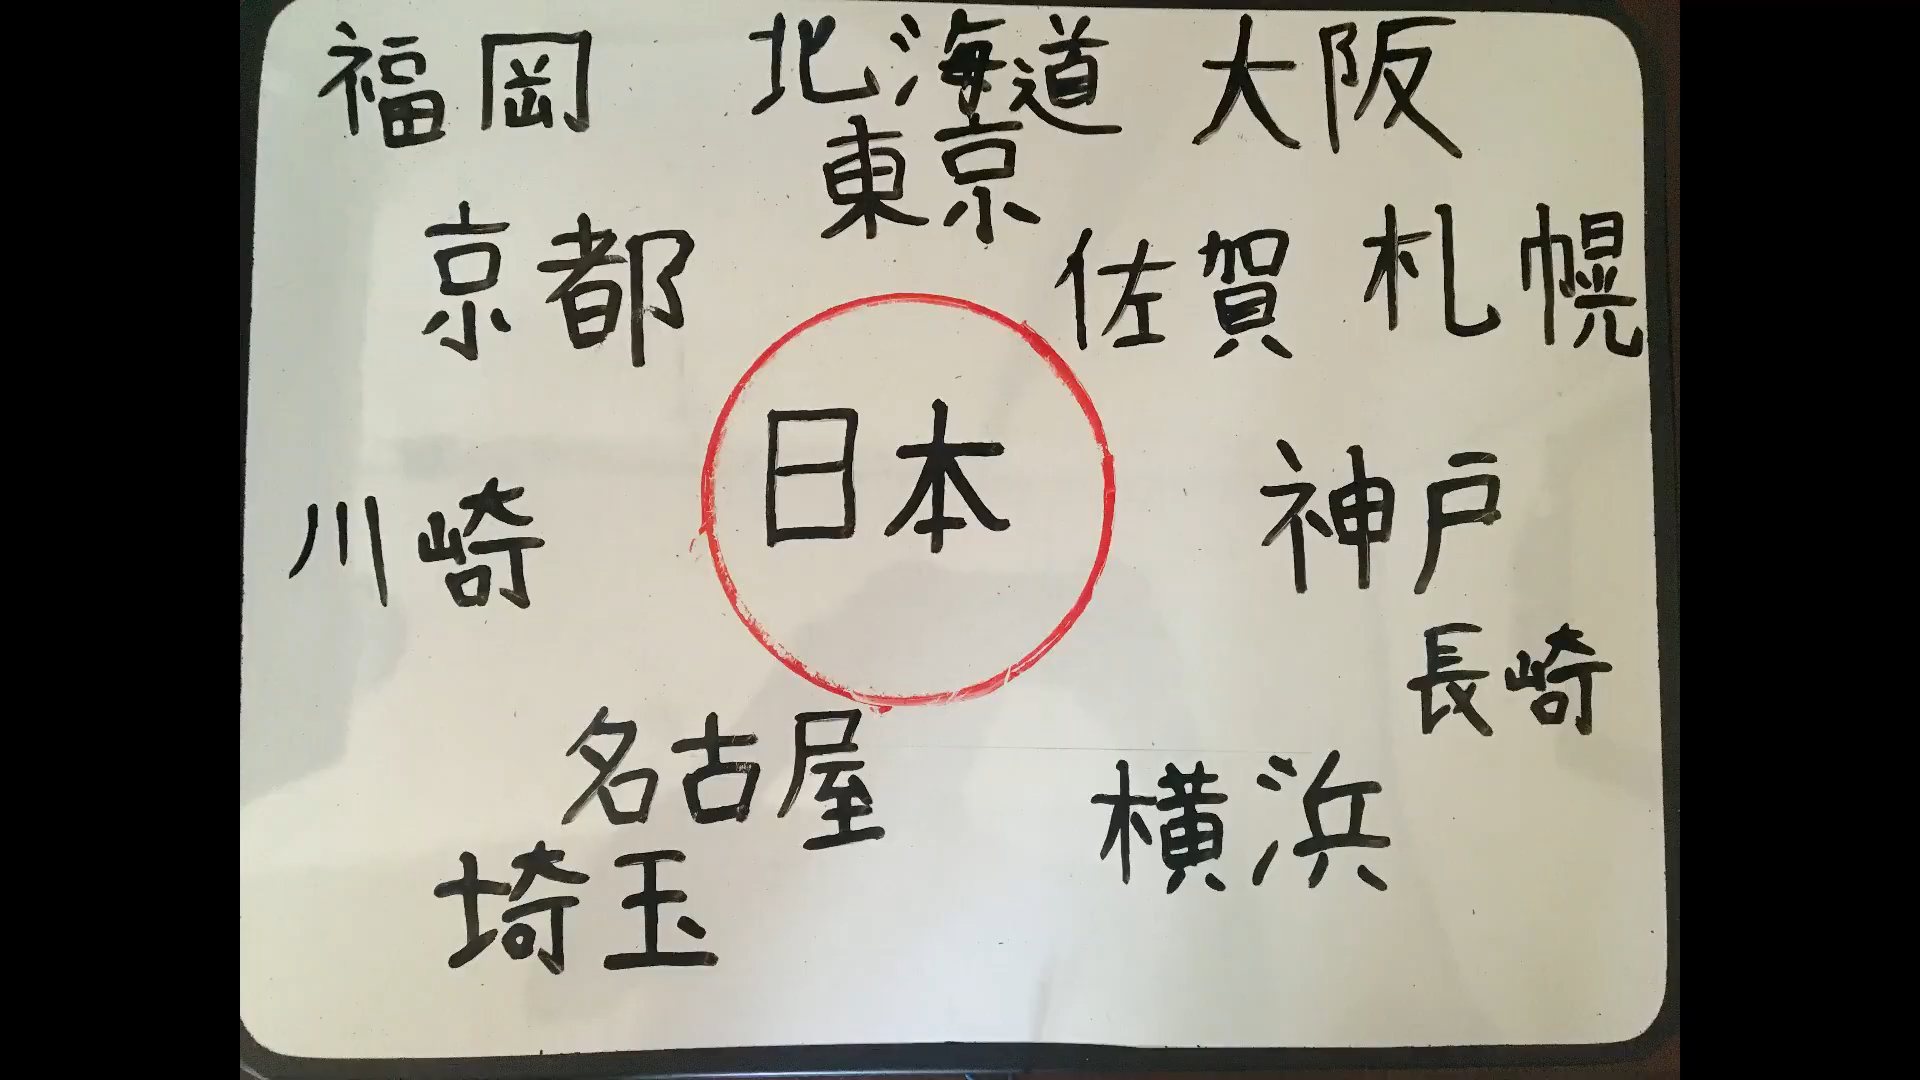 福岡 北海道 大阪
東京
京都 佐賀 札幌
日本
川崎 神戸
長崎
名古屋 横浜
埼玉